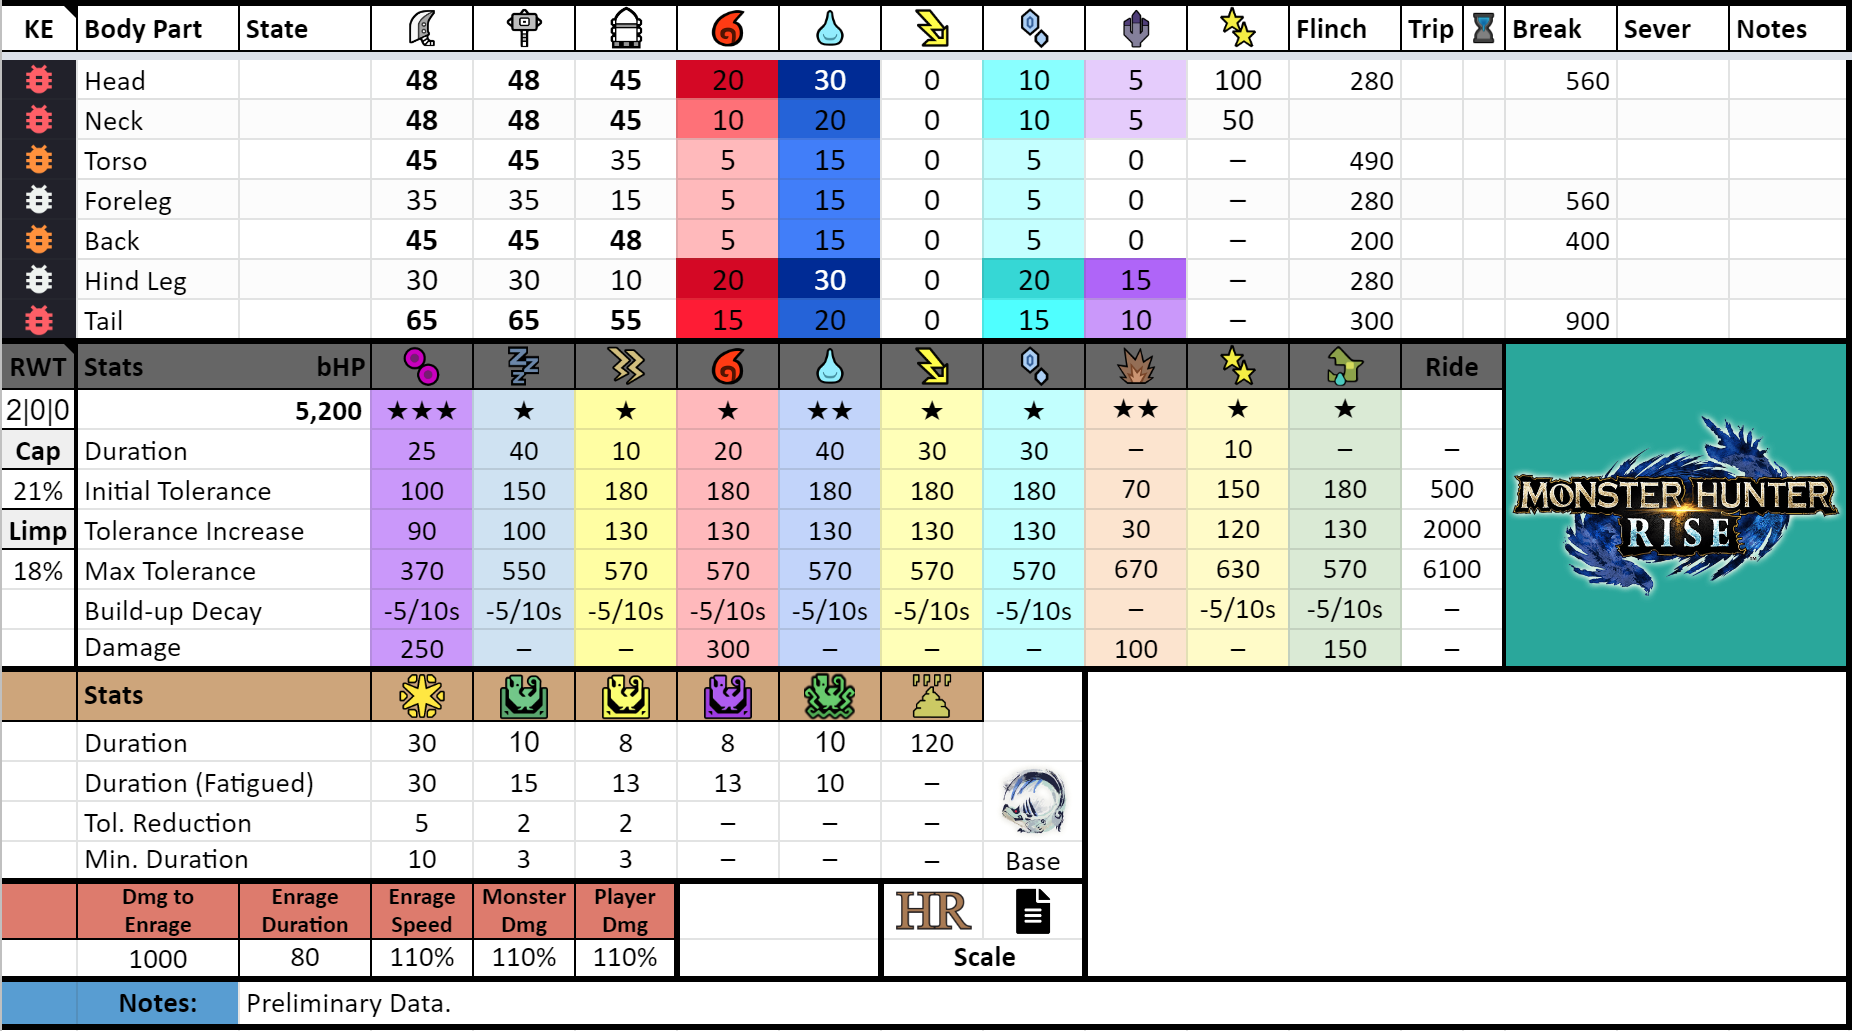 KE Body Part State Flinch Trip Break Sever Notes
Head 48 48 45 20 30 0 10 5 100 280 560
Neck 48 48 45 10 20 0 10 5 50
Torso 45 45 35 5 15 0 5 0 – 490
Foreleg 35 35 15 5 15 0 5 0 – 280 560
Back 45 45 48 5 15 0 5 0 – 200 400
Hind Leg 30 30 10 20 30 0 20 15 – 280
Tail 65 65 55 15 20 0 15 10 – 300 900
RWT Stats bHP Ride
2|0|0 5,200 ★★★ ★ ★ ★ ★★ ★ ★ ★★ ★ ★
Cap Duration 25 40 10 20 40 30 30 – 10 – –
21% Initial Tolerance 100 150 180 180 180 180 180 70 150 180 500
Limp Tolerance Increase 90 100 130 130 130 130 130 30 120 130 2000
18% Max Tolerance 370 550 570 570 570 570 570 670 630 570 6100
Build-up Decay -5/10s -5/10s -5/10s -5/10s -5/10s -5/10s -5/10s – -5/10s -5/10s –
Damage 250 – – 300 – – – 100 – 150 –
MONSTER HUNTER
RISE
Stats
Duration 30 10 8 8 10 120
Duration (Fatigued) 30 15 13 13 10 –
Tol. Reduction 5 2 2 – – –
Min. Duration 10 3 3 – – – Base
Dmg to Enrage Enrage Duration Enrage Speed Monster Dmg Player Dmg HR
1000 80 110% 110% 110% Scale
Notes: Preliminary Data.